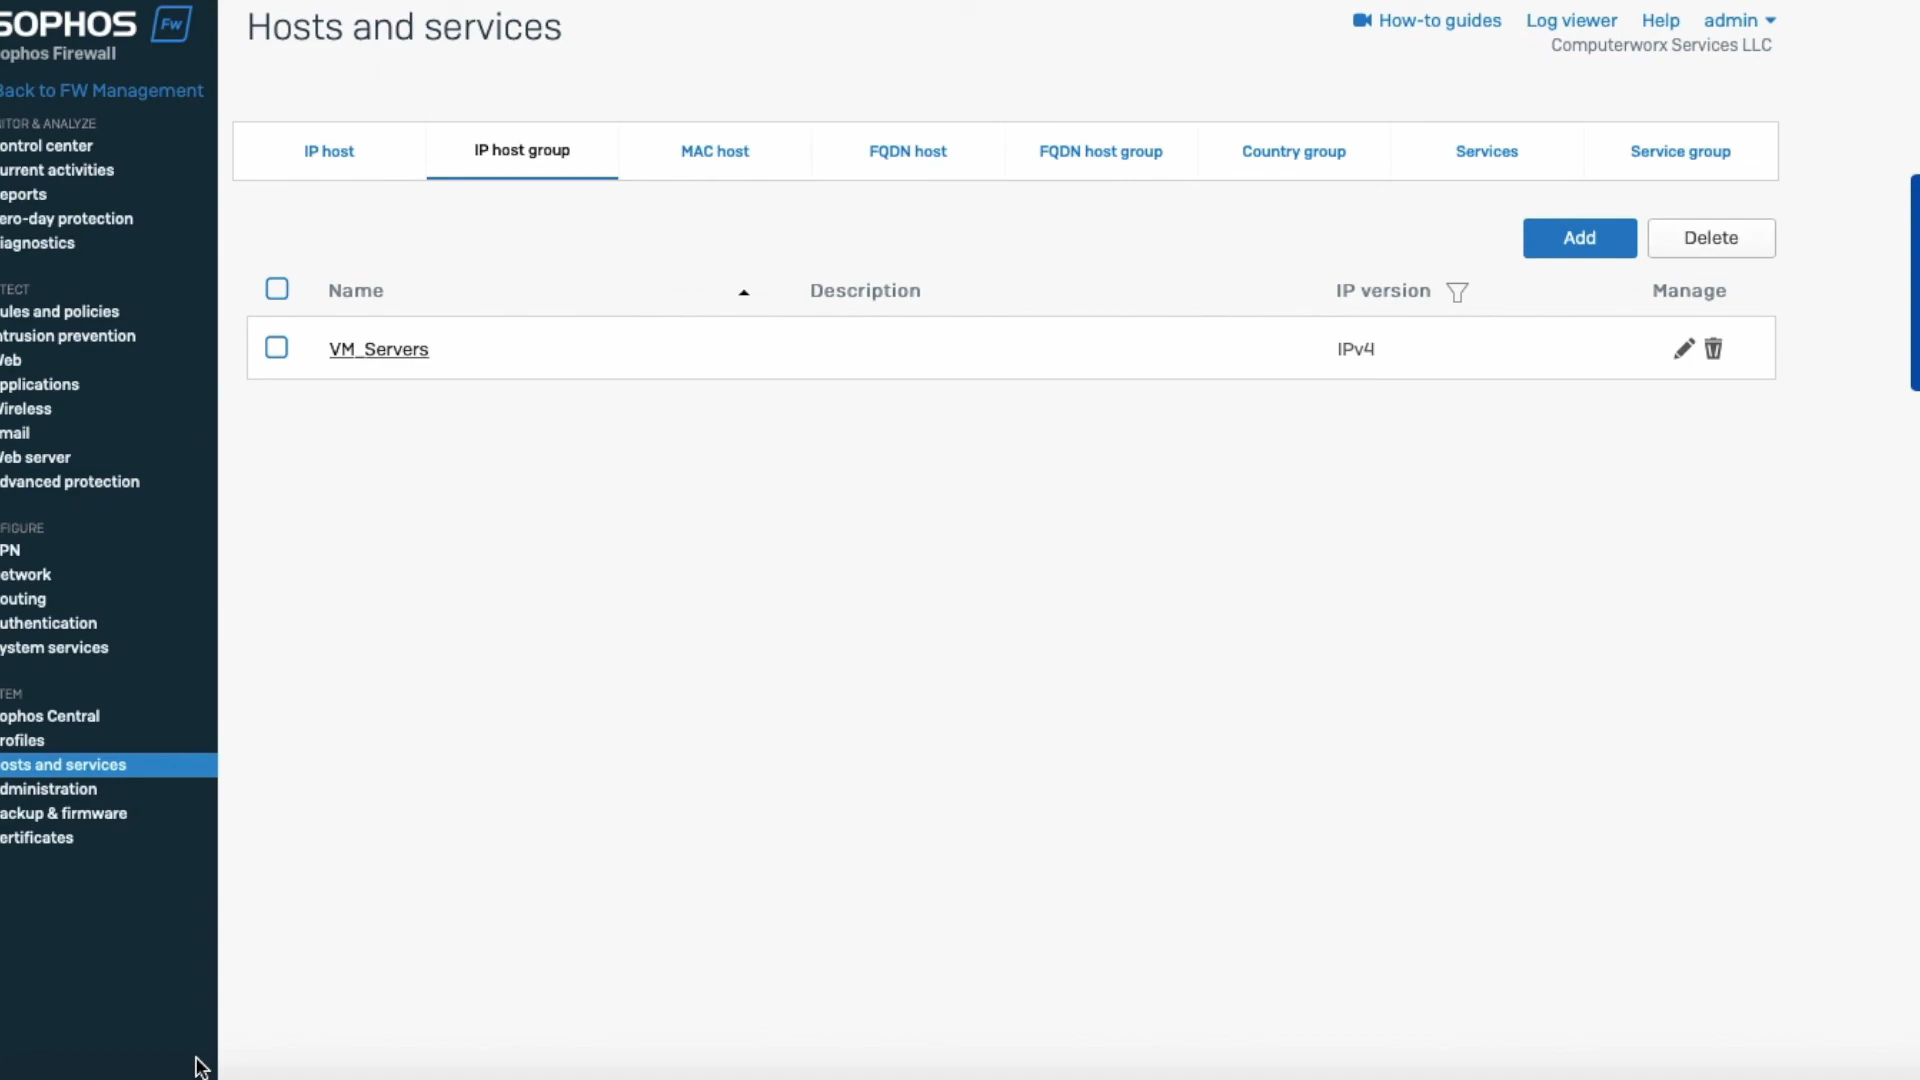 SOPHOS Fw
ophos Firewall
Back to FW Management
ITOR & ANALYZE
ontrol center
urrent activities
eports
ero-day protection
iagnostics
TECT
ules and policies
ntrusion prevention
Web
pplications
Wireless
mail
Web server
dvanced protection
FIGURE
PN
etwork
outing
uthentication
ystem services
TEM
ophos Central
rofiles
osts and services
dministration
ackup & firmware
ertificates
Hosts and services
How-to guides Log viewer Help admin
Computerworx Services LLC
IP host IP host group MAC host FQDN host FQDN host group Country group Services Service group
Add Delete
Name Description IP version Manage
VM_Servers IPv4